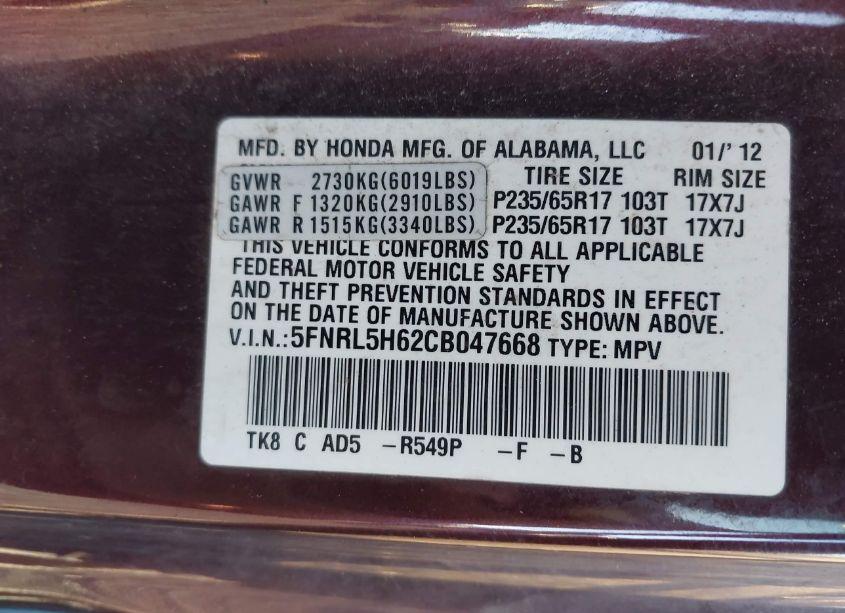 MFD. BY HONDA MFG. OF ALABAMA, LLC 01/' 12
TIRE SIZE RIM SIZE
GVWR 2730KG(6019LBS)
GAWR F 1320KG(2910LBS) P235/65R17 103T 17X7J
GAWR R 1515KG(3340LBS) P235/65R17 103T 17X7J
THIS VEHICLE CONFORMS TO ALL APPLICABLE
FEDERAL MOTOR VEHICLE SAFETY
AND THEFT PREVENTION STANDARDS IN EFFECT
ON THE DATE OF MANUFACTURE SHOWN ABOVE.
V.I.N.:5FNRL5H62CB047668 TYPE: MPV
TK8 C AD5 -R549P -F -B